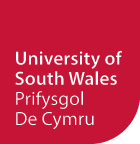 University of
South Wales
Prifysgol
De Cymru